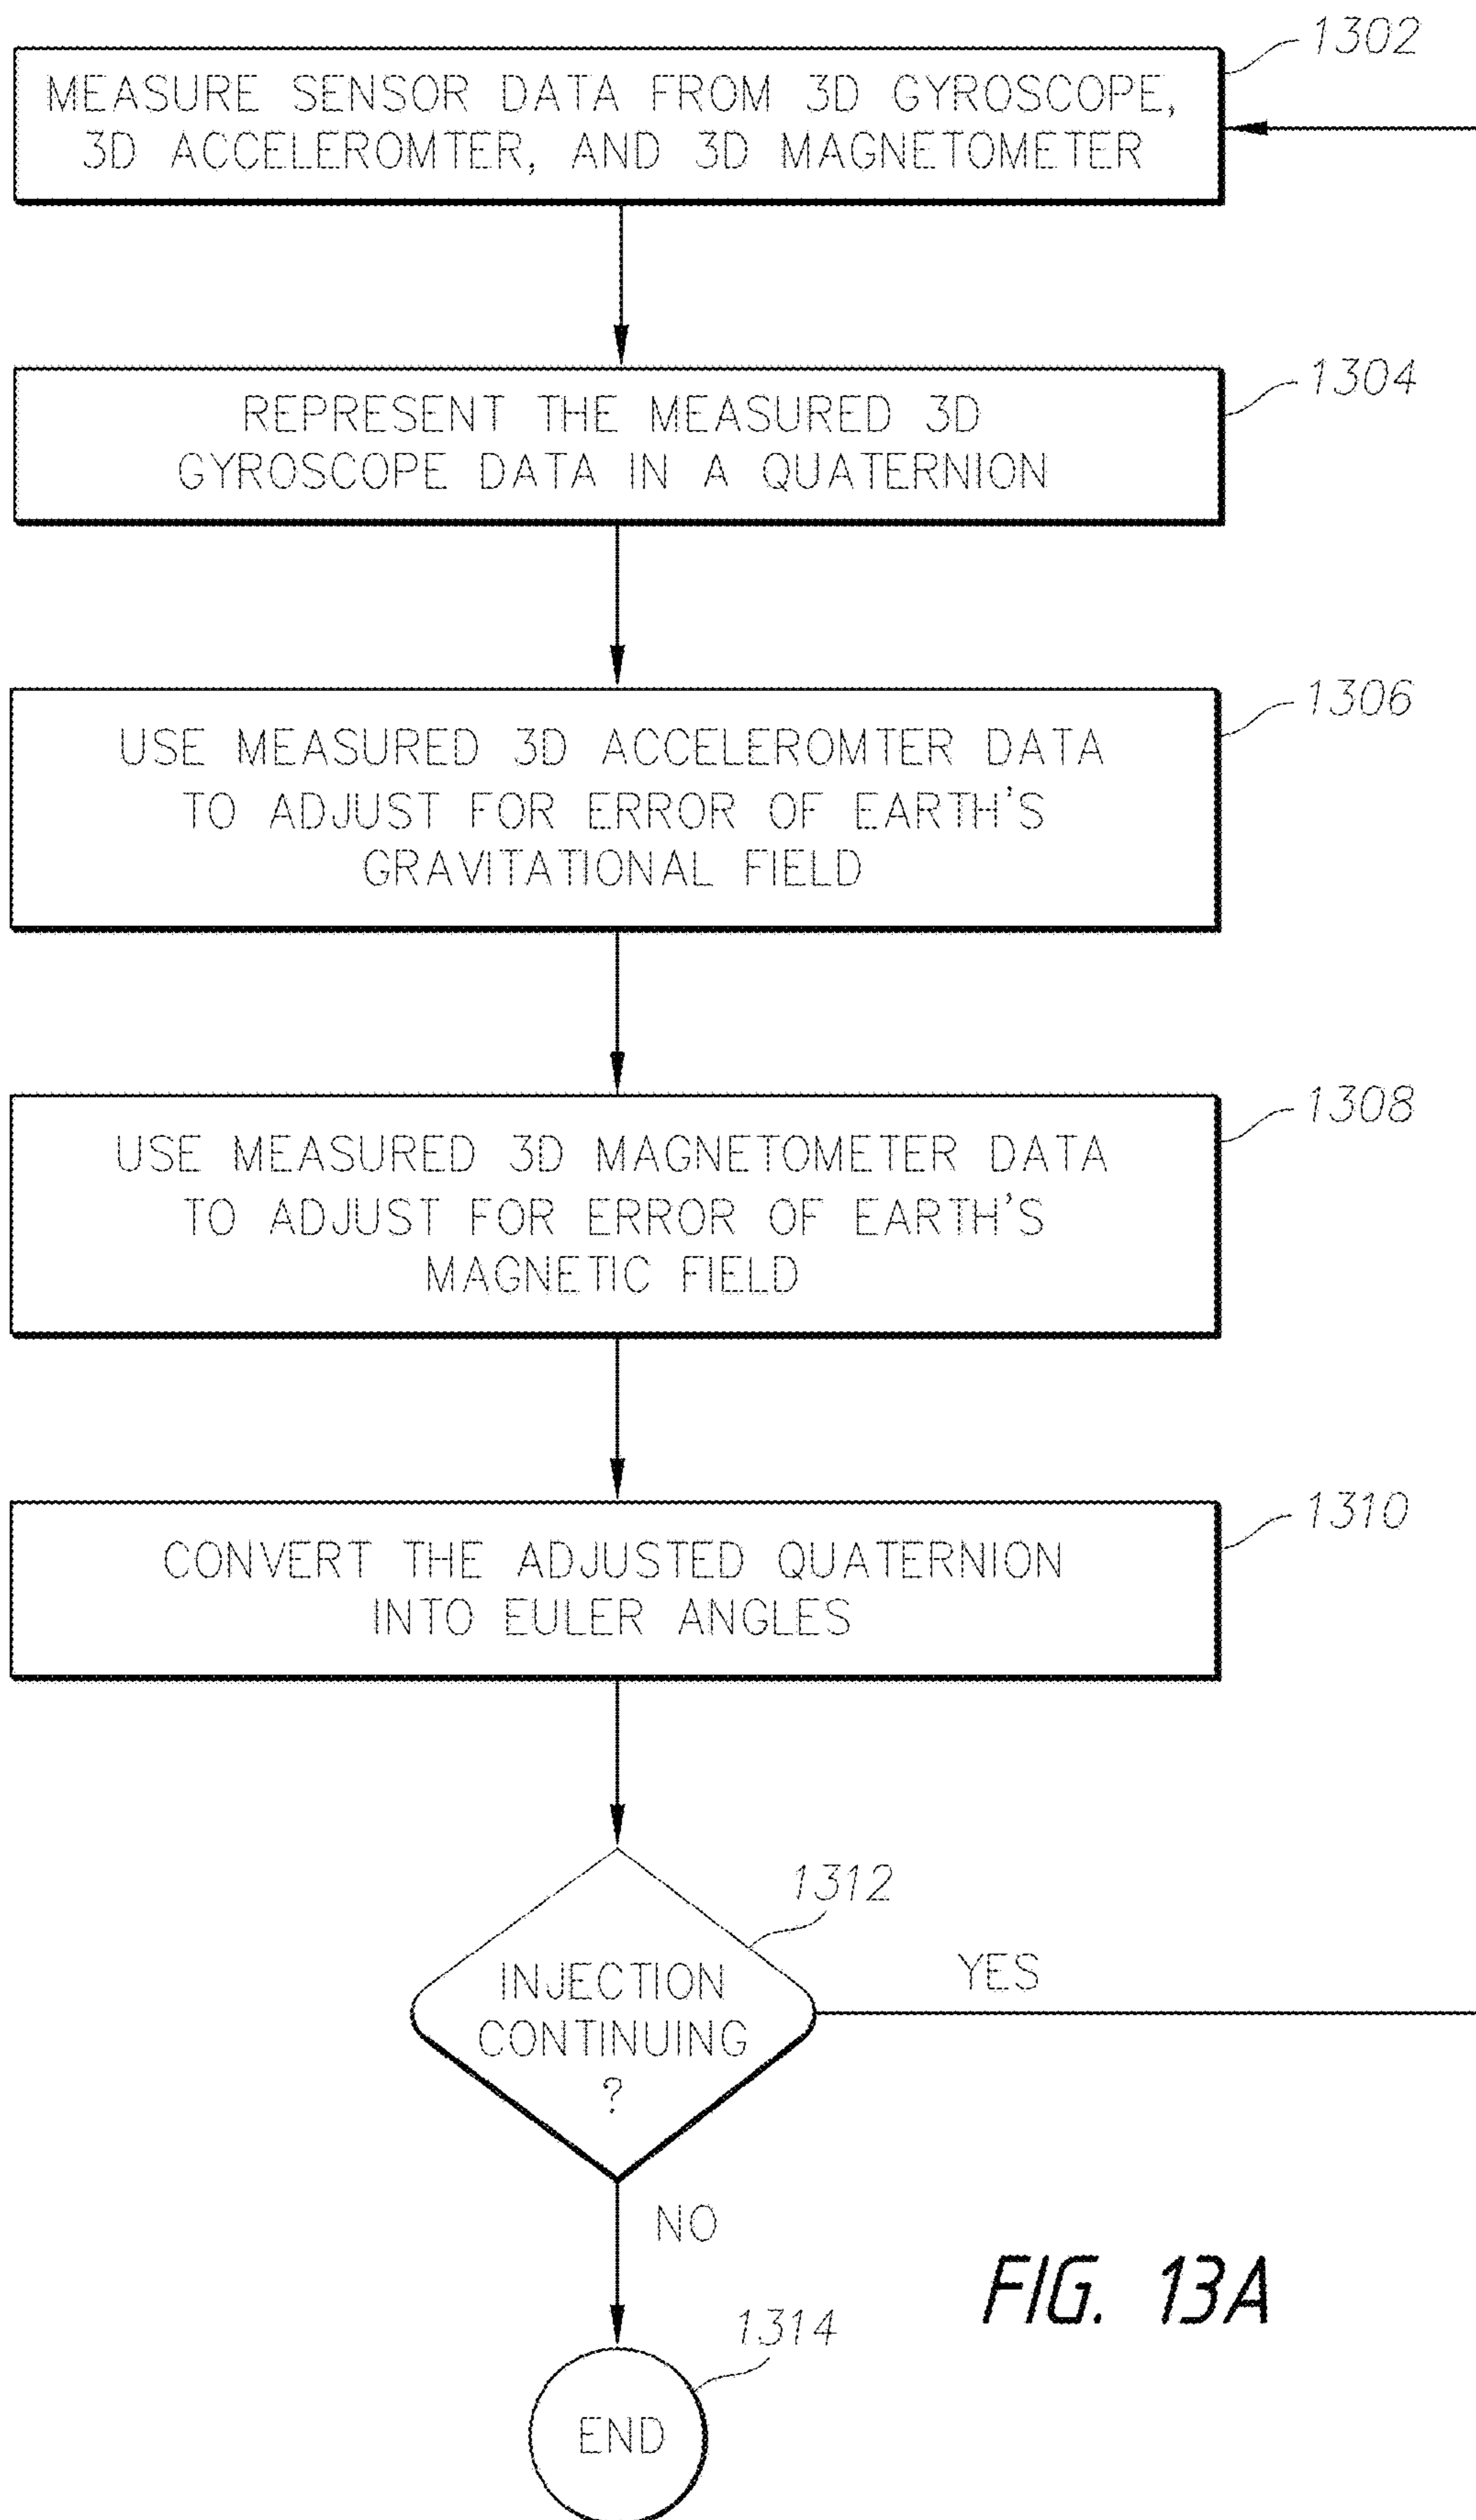 1302
MEASURE SENSOR DATA FROM 3D GYROSCOPE,
3D ACCELEROMTER, AND 3D MAGNETOMETER
1304
REPRESENT THE MEASURED 3D
GYROSCOPE DATA IN A QUATERNION
1306
USE MEASURED 3D ACCELEROMTER DATA
TO ADJUST FOR ERROR OF EARTH'S
GRAVITATIONAL FIELD
1308
USE MEASURED 3D MAGNETOMETER DATA
TO ADJUST FOR ERROR OF EARTH'S
MAGNETIC FIELD
1310
CONVERT THE ADJUSTED QUATERNION
INTO EULER ANGLES
1312
INJECTION
CONTINUING
?
YES
NO
FIG. 13A
1314
END